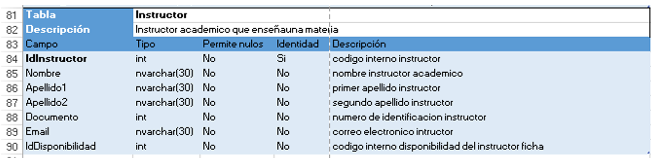 81 Tabla Instructor
82 Descripción Instructor academico que enseñauna mateiia
83 Campo Tipo Permite nulos Identidad Descripción
84 IdInstructor int No Si codigo interno instructor
85 Nombre nvarchar(30) No No nombre instructor academico
86 Apellido1 nvarchar(30) No No primer apellido instructor
87 Apellido2 nvarchar(30) No No segundo apellido instructor
88 Documento int No No numero de identificacion instructor
89 Email nvarchar(30) No No correo electronico intructor
90 IdDisponibilidad int No No codigo interno disponibilidad del instructor ficha